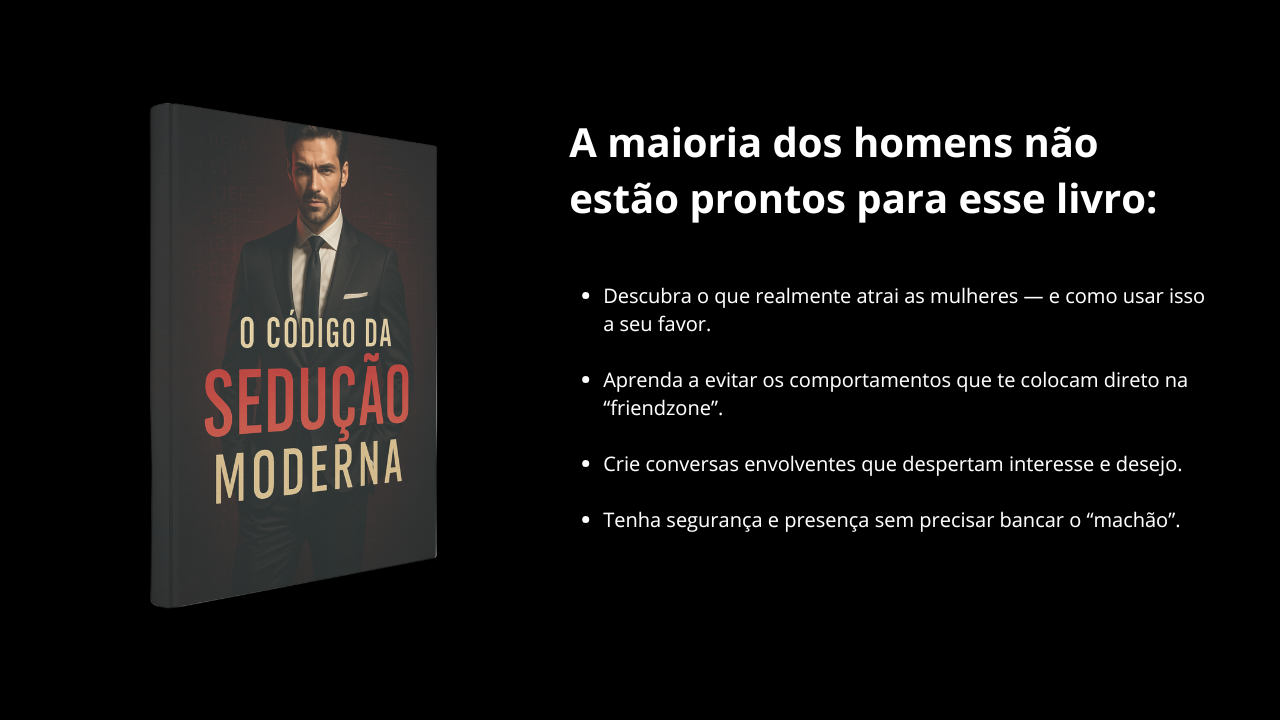 O CÓDIGO DA
SEDUÇÃO
MODERNA
A maioria dos homens não
estão prontos para esse livro:
• Descubra o que realmente atrai as mulheres — e como usar isso
a seu favor.
• Aprenda a evitar os comportamentos que te colocam direto na
“friendzone”.
• Crie conversas envolventes que despertam interesse e desejo.
• Tenha segurança e presença sem precisar bancar o “machão”.